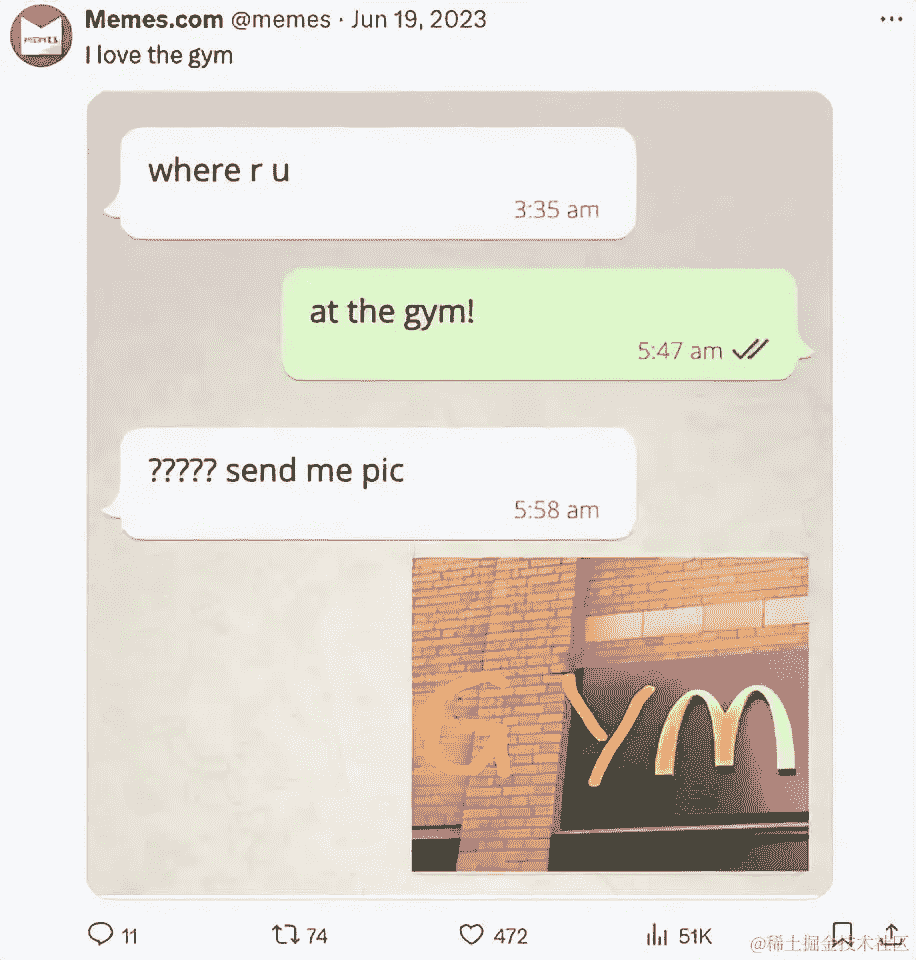 Memes.com @memes · Jun 19, 2023
I love the gym
where r u
3:35 am
at the gym!
5:47 am
????? send me pic
5:58 am
GYm
11 74 472 51K
@稀土掘金技术社区